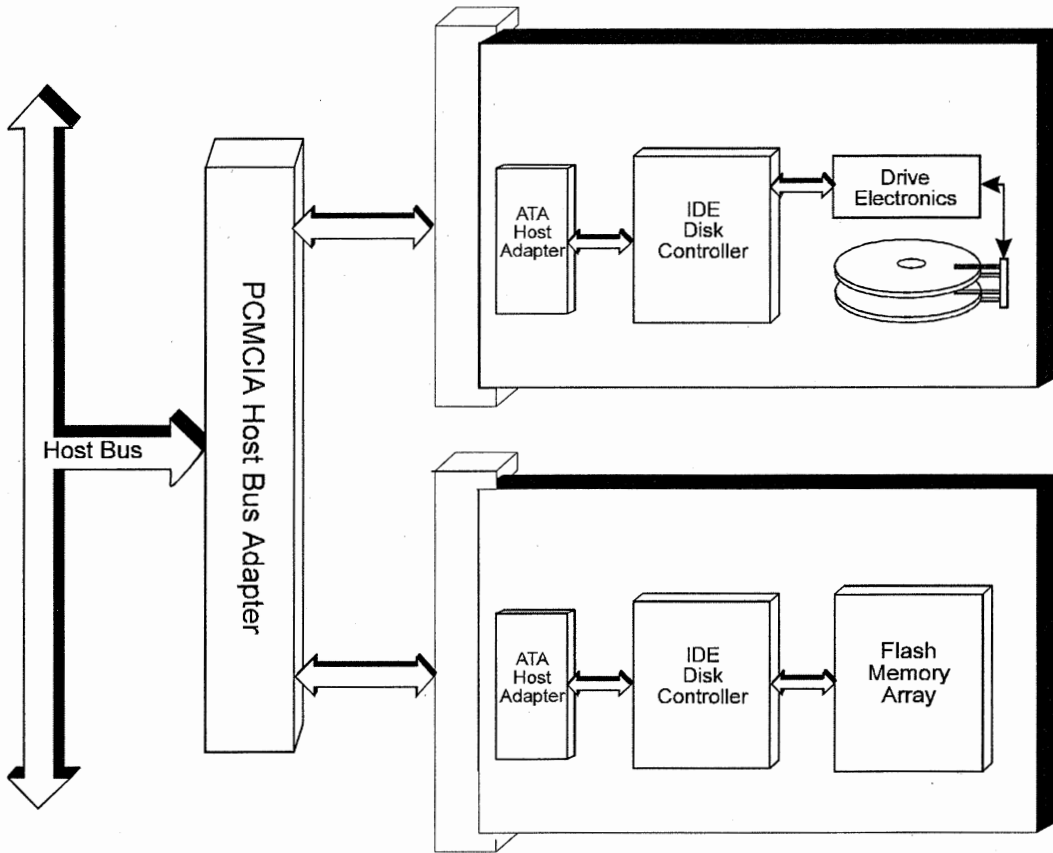 Host Bus
PCMCIA Host Bus Adapter
ATA
Host
Adapter
IDE
Disk
Controller
Drive
Electronics
ATA
Host
Adapter
IDE
Disk
Controller
Flash
Memory
Array